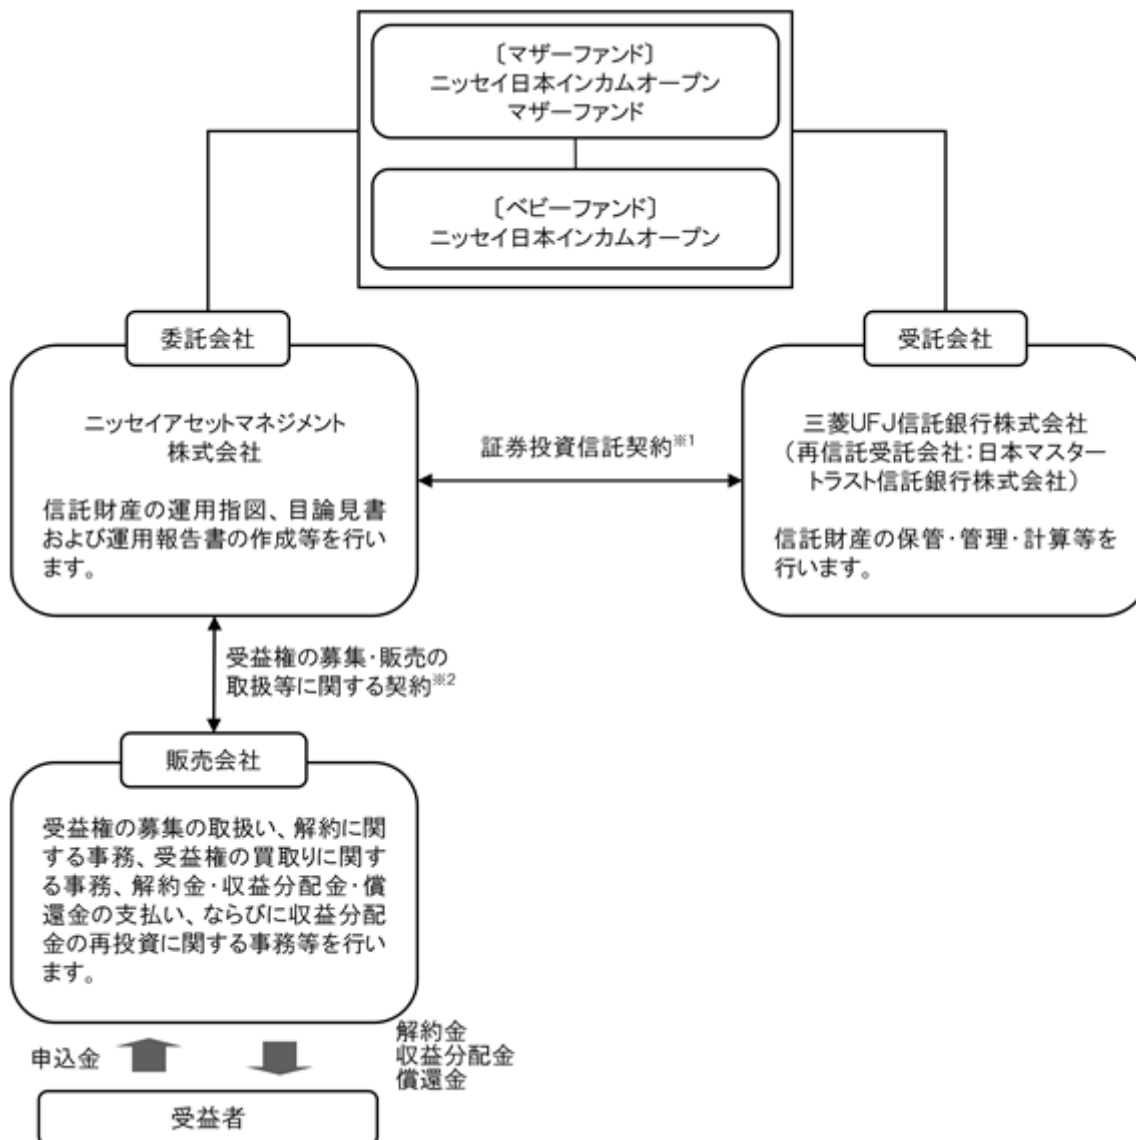 〔マザーファンド〕
ニッセイ日本インカムオープン
マザーファンド
〔ベビーファンド〕
ニッセイ日本インカムオープン
委託会社
ニッセイアセットマネジメント
株式会社
信託財産の運用指図、目論見書
および運用報告書の作成等を行い
ます。
証券投資信託契約※1
受託会社
三菱UFJ信託銀行株式会社
（再信託受託会社：日本マスター
トラスト信託銀行株式会社）
信託財産の保管・管理・計算等を
行います。
受益権の募集・販売の
取扱等に関する契約※2
販売会社
受益権の募集の取扱い、解約に関
する事務、受益権の買取りに関す
る事務、解約金・収益分配金・償
還金の支払い、ならびに収益分配
金の再投資に関する事務等を行い
ます。
申込金
解約金
収益分配金
償還金
受益者